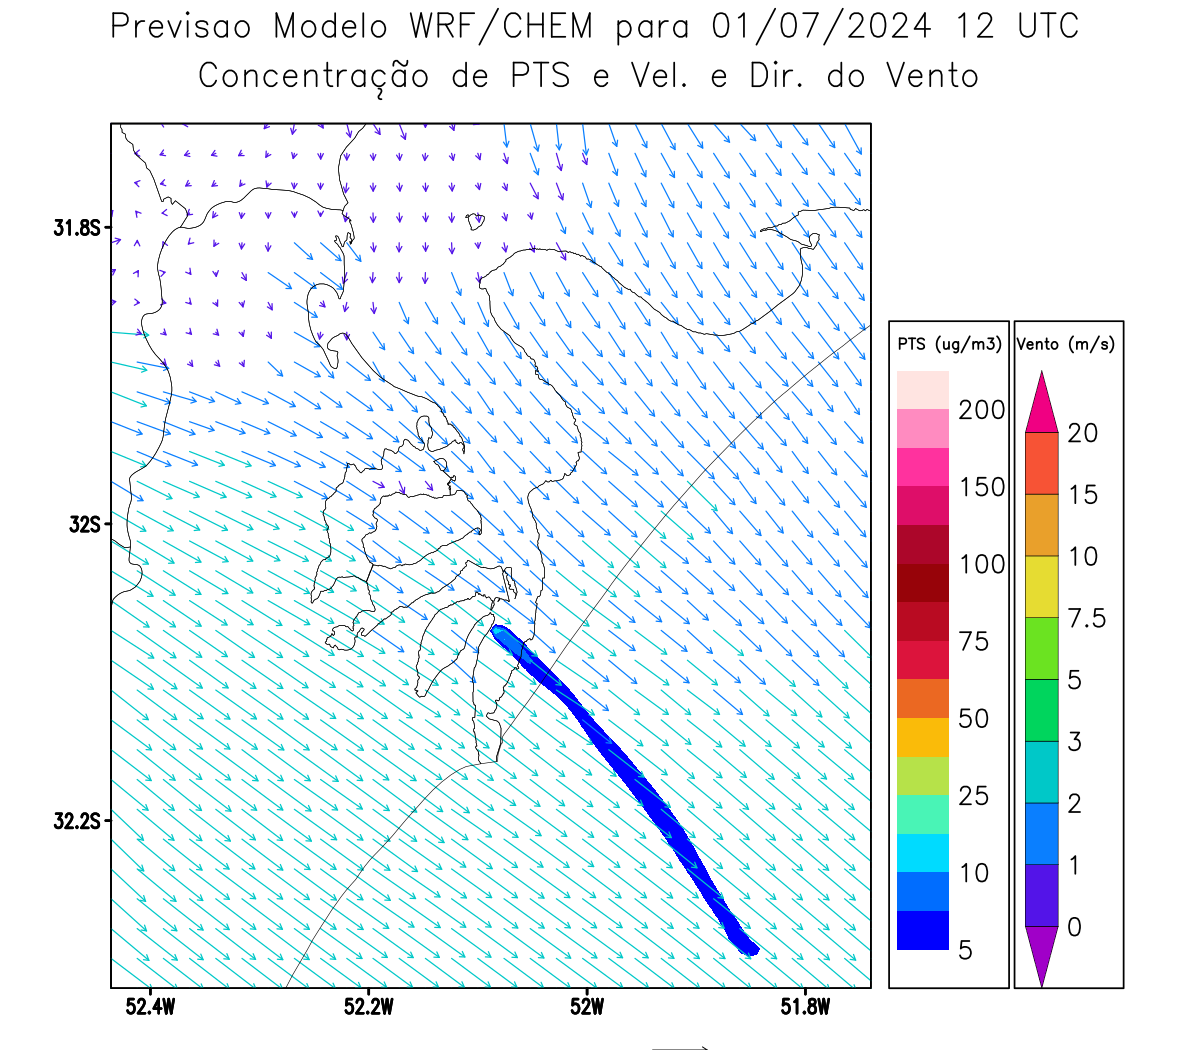 Previsao Modelo WRF/CHEM para 01/07/2024 12 UTC
Concentração de PTS e Vel. e Dir. do Vento
31.8S
32S
32.2S
52.4W
52.2W
52W
51.8W
PTS (ug/m3)
200
150
100
75
50
25
10
5
Vento (m/s)
20
15
10
7.5
5
3
2
1
0